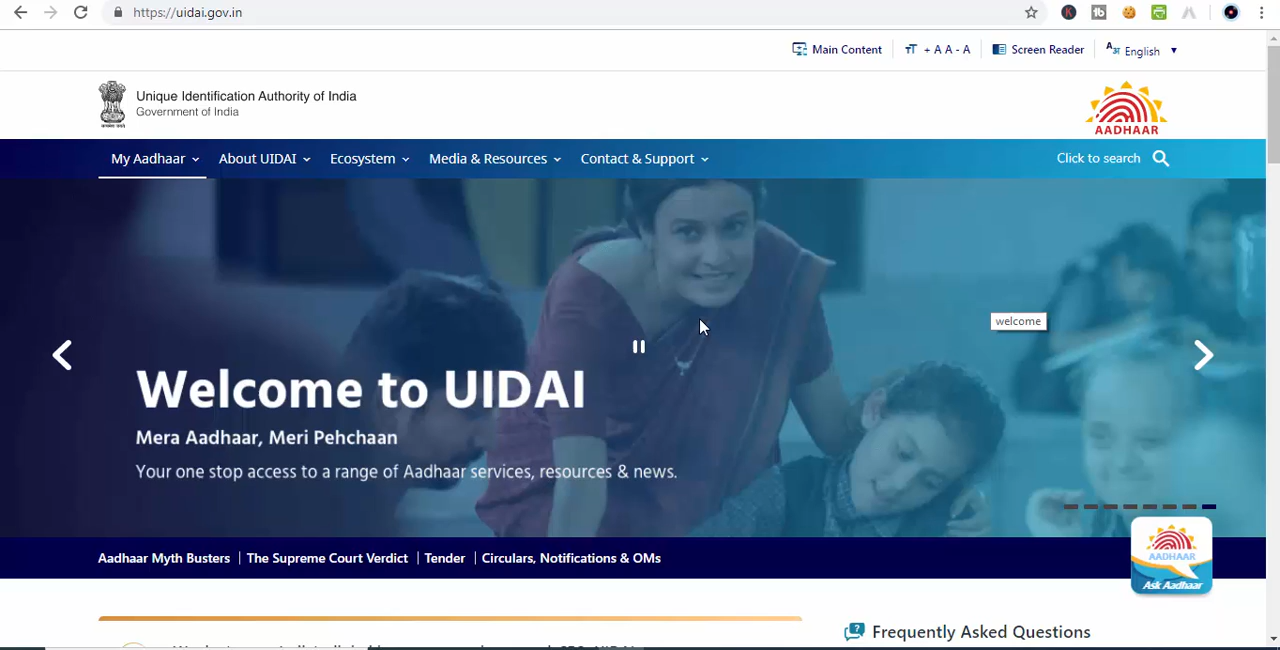 https://uidai.gov.in
Main Content
+ A A - A
Screen Reader
English
Unique Identification Authority of India
Government of India
AADHAAR
My Aadhaar
About UIDAI
Ecosystem
Media & Resources
Contact & Support
Click to search
welcome
Welcome to UIDAI
Mera Aadhaar, Meri Pehchaan
Your one stop access to a range of Aadhaar services, resources & news.
Aadhaar Myth Busters
The Supreme Court Verdict
Tender
Circulars, Notifications & OMs
AADHAAR
Ask Aadhaar
Frequently Asked Questions